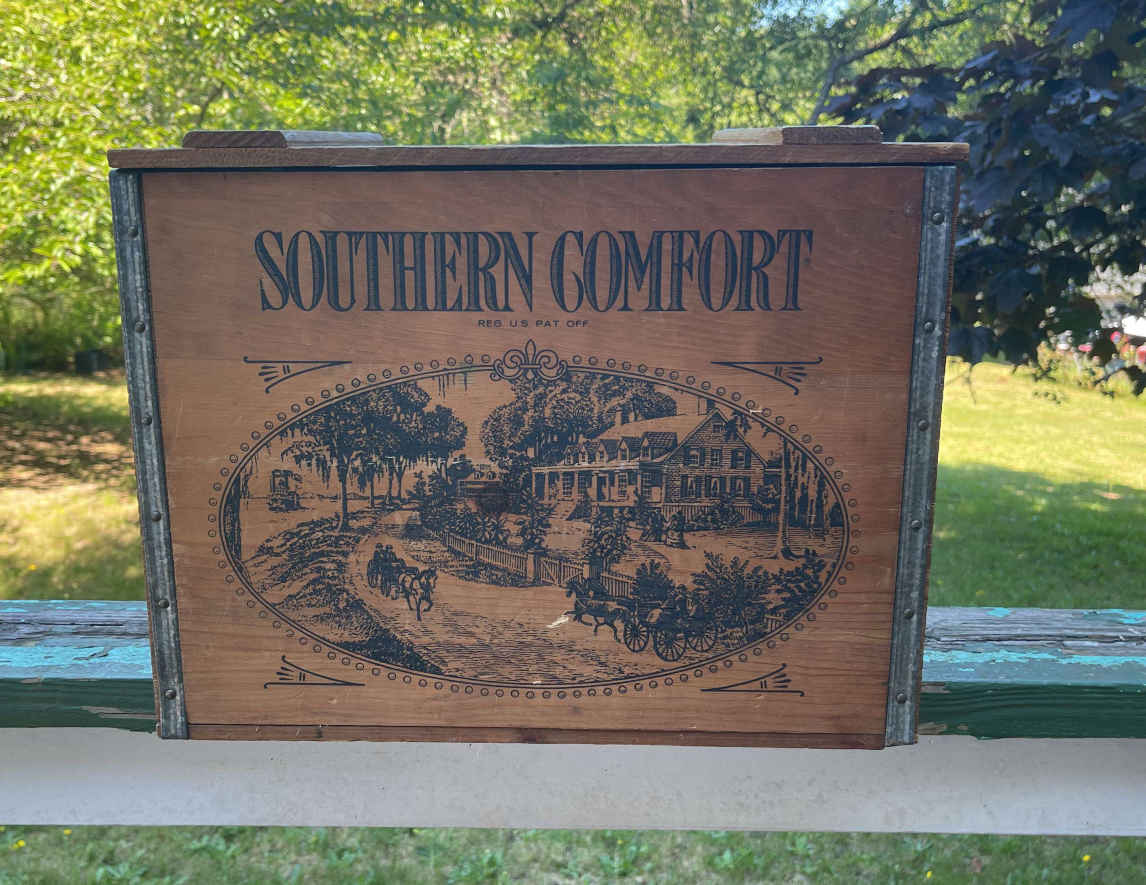 SOUTHERN COMFORT
REG. U.S. PAT. OFF.